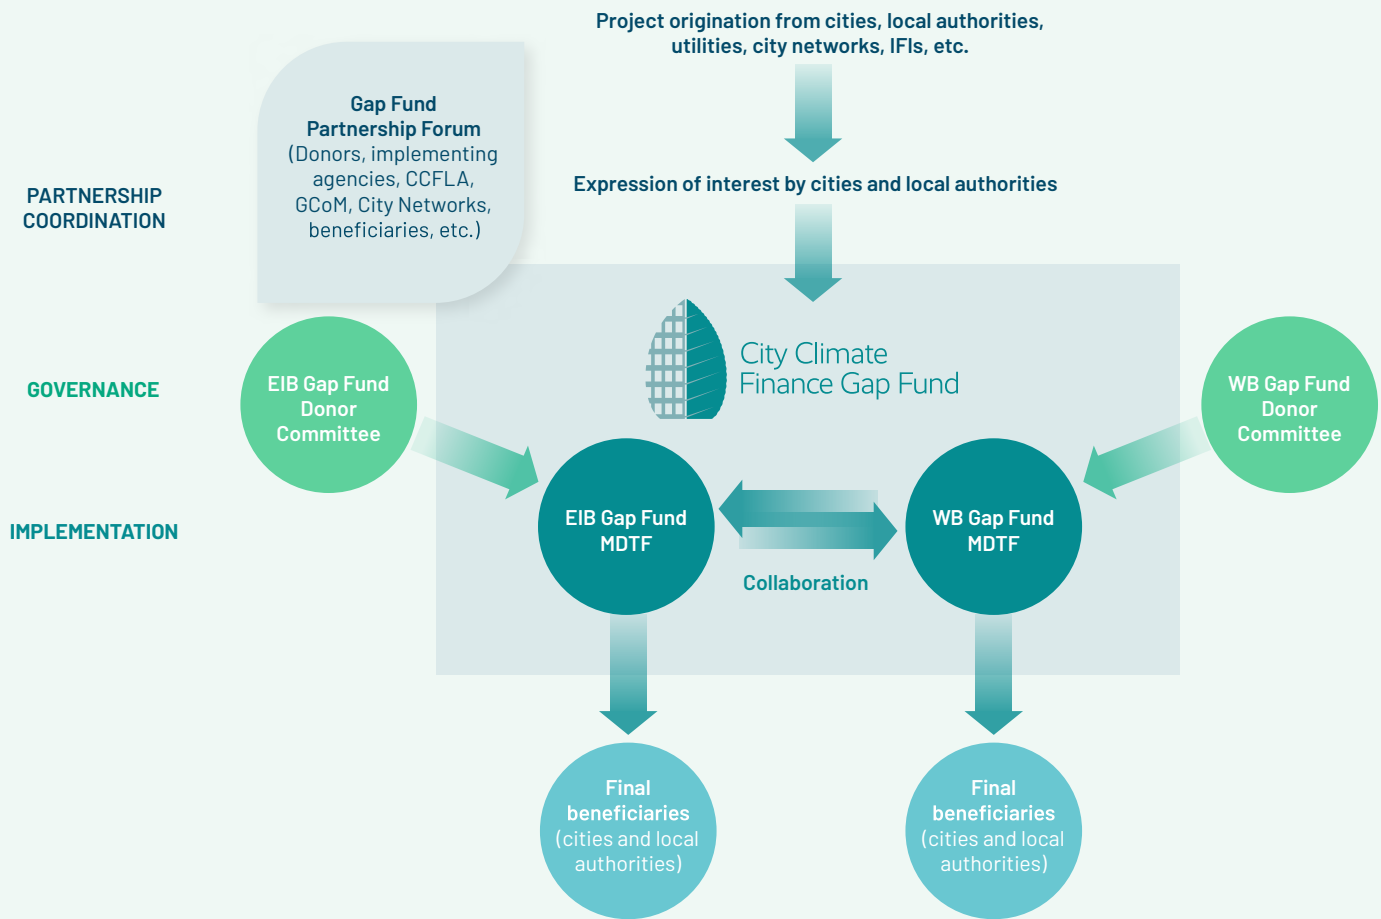 Project origination from cities, local authorities,
utilities, city networks, IFIs, etc.
Gap Fund
Partnership Forum
(Donors, implementing
agencies, CCFLA,
GCoM, City Networks,
beneficiaries, etc.)
PARTNERSHIP
COORDINATION
Expression of interest by cities and local authorities
City Climate
Finance Gap Fund
GOVERNANCE
EIB Gap Fund
Donor
Committee
WB Gap Fund
Donor
Committee
IMPLEMENTATION
EIB Gap Fund
MDTF
Collaboration
WB Gap Fund
MDTF
Final
beneficiaries
(cities and local
authorities)
Final
beneficiaries
(cities and local
authorities)